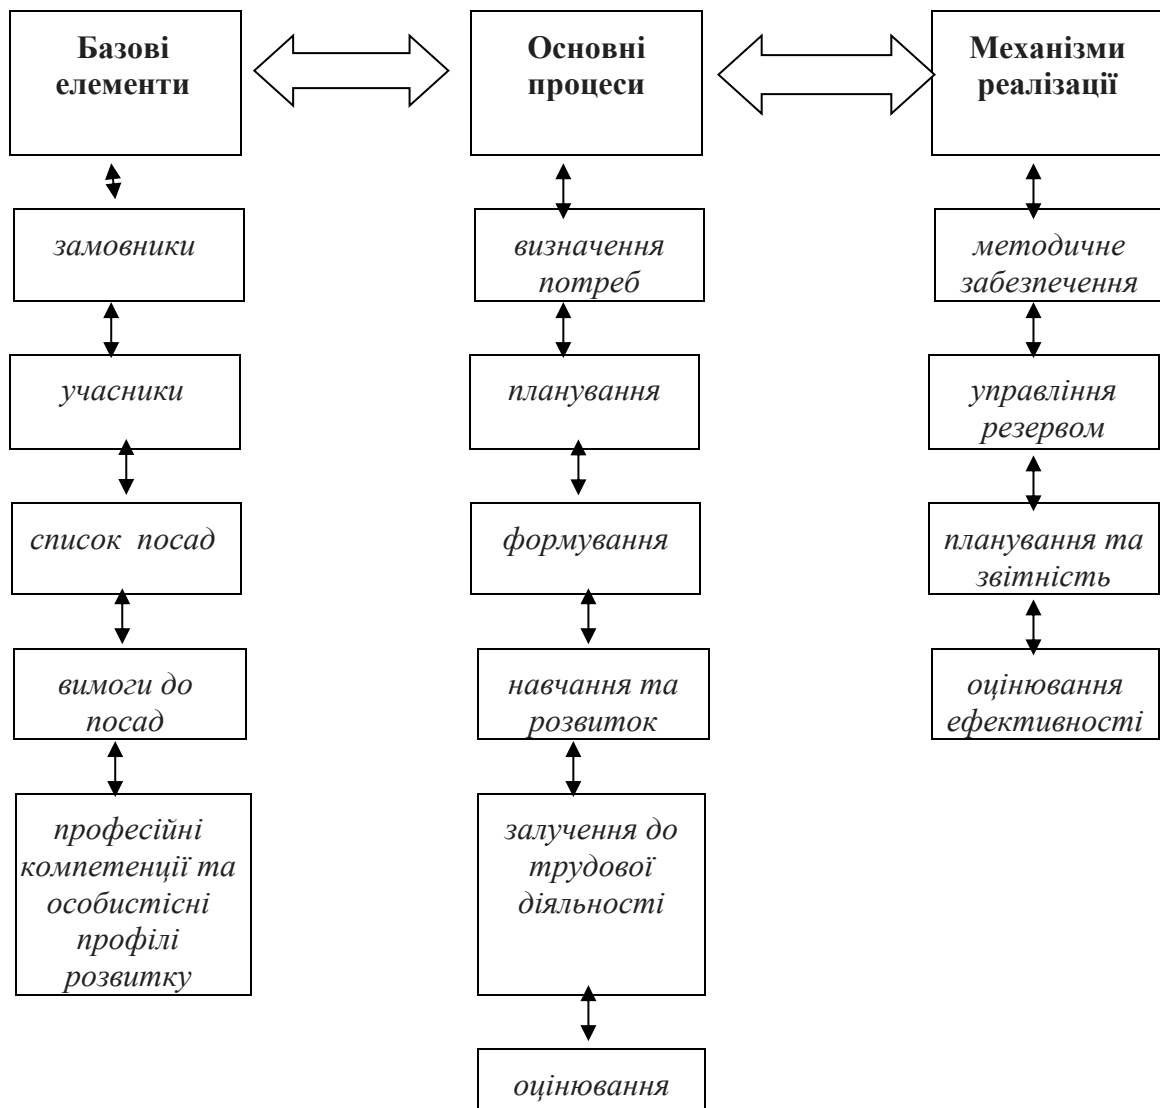 Базові
елементи
Основні
процеси
Механізми
реалізації
замовники
визначення
потреб
методичне
забезпечення
учасники
планування
управління
резервом
список посад
формування
планування та
звітність
вимоги до
посад
навчання та
розвиток
оцінювання
ефективності
професійні
компетенції та
особистісні
профілі
розвитку
залучення до
трудової
діяльності
оцінювання